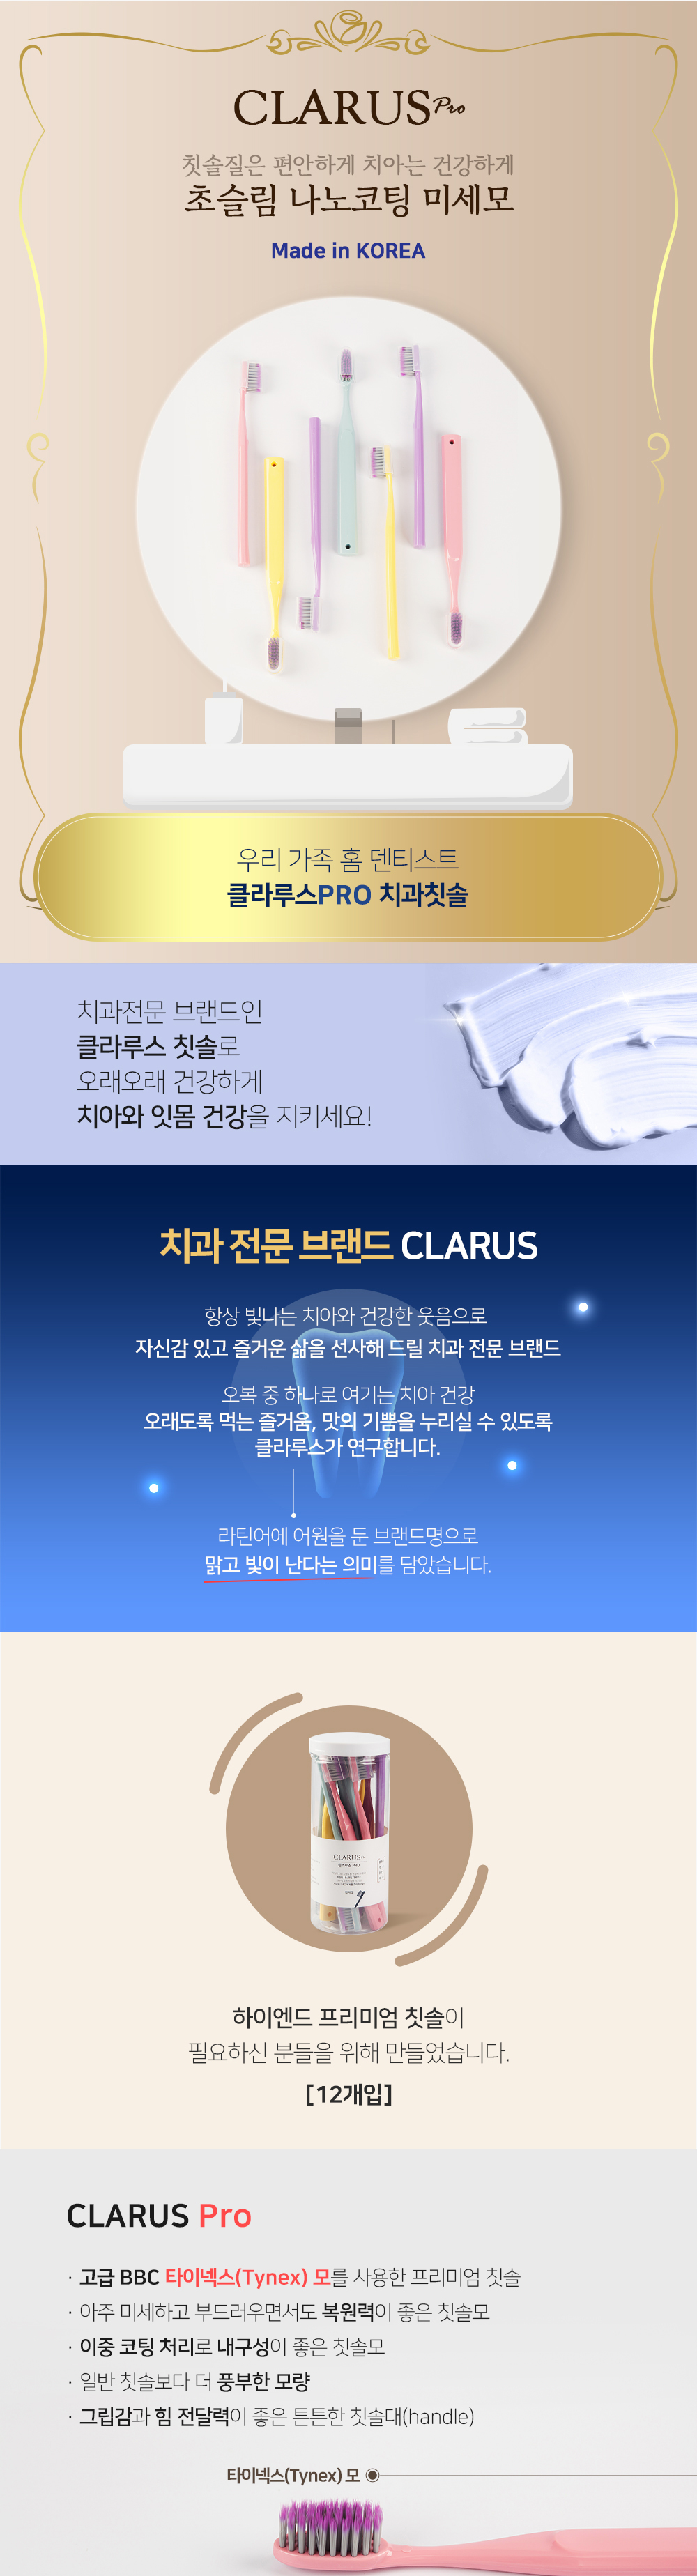 CLARUS Pro
칫솔질은 편안하게 치아는 건강하게
초슬림 나노코팅 미세모
Made in KOREA
우리 가족 홈 덴티스트
클라루스PRO 치과칫솔
치과전문 브랜드인
클라루스 칫솔로
오래오래 건강하게
치아와 잇몸 건강을 지키세요!
치과 전문 브랜드 CLARUS
항상 빛나는 치아와 건강한 웃음으로
자신감 있고 즐거운 삶을 선사해 드릴 치과 전문 브랜드
오복 중 하나로 여기는 치아 건강
오래도록 먹는 즐거움, 맛의 기쁨을 누리실 수 있도록
클라루스가 연구합니다.
라틴어에 어원을 둔 브랜드명으로
맑고 빛이 난다는 의미를 담았습니다.
CLARUS
하이엔드 프리미엄 칫솔이
필요하신 분들을 위해 만들었습니다.
[12개입]
CLARUS Pro
· 고급 BBC 타이넥스(Tynex) 모를 사용한 프리미엄 칫솔
· 아주 미세하고 부드러우면서도 복원력이 좋은 칫솔모
· 이중 코팅 처리로 내구성이 좋은 칫솔모
· 일반 칫솔보다 더 풍부한 모량
· 그립감과 힘 전달력이 좋은 튼튼한 칫솔대(handle)
타이넥스(Tynex) 모